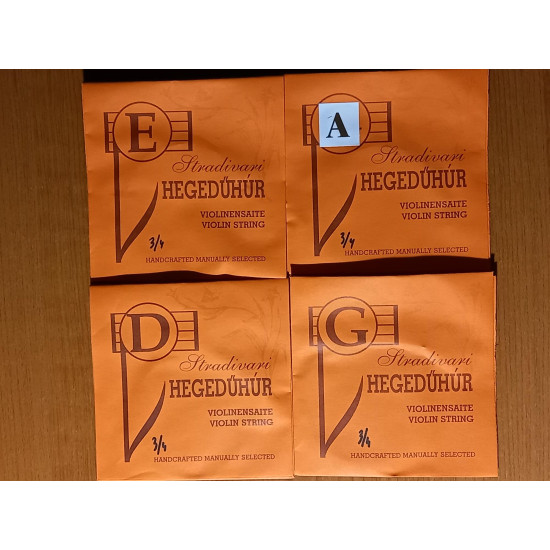 E
Stradivari
HEGEDŰHÚR
VIOLINENSAITE
VIOLIN STRING
3/4
HANDCRAFTED MANUALLY SELECTED
A
Stradivari
HEGEDŰHÚR
VIOLINENSAITE
VIOLIN STRING
3/4
HANDCRAFTED MANUALLY SELECTED
D
Stradivari
HEGEDŰHÚR
VIOLINENSAITE
VIOLIN STRING
3/4
HANDCRAFTED MANUALLY SELECTED
G
Stradivari
HEGEDŰHÚR
VIOLINENSAITE
VIOLIN STRING
3/4
HANDCRAFTED MANUALLY SELECTED